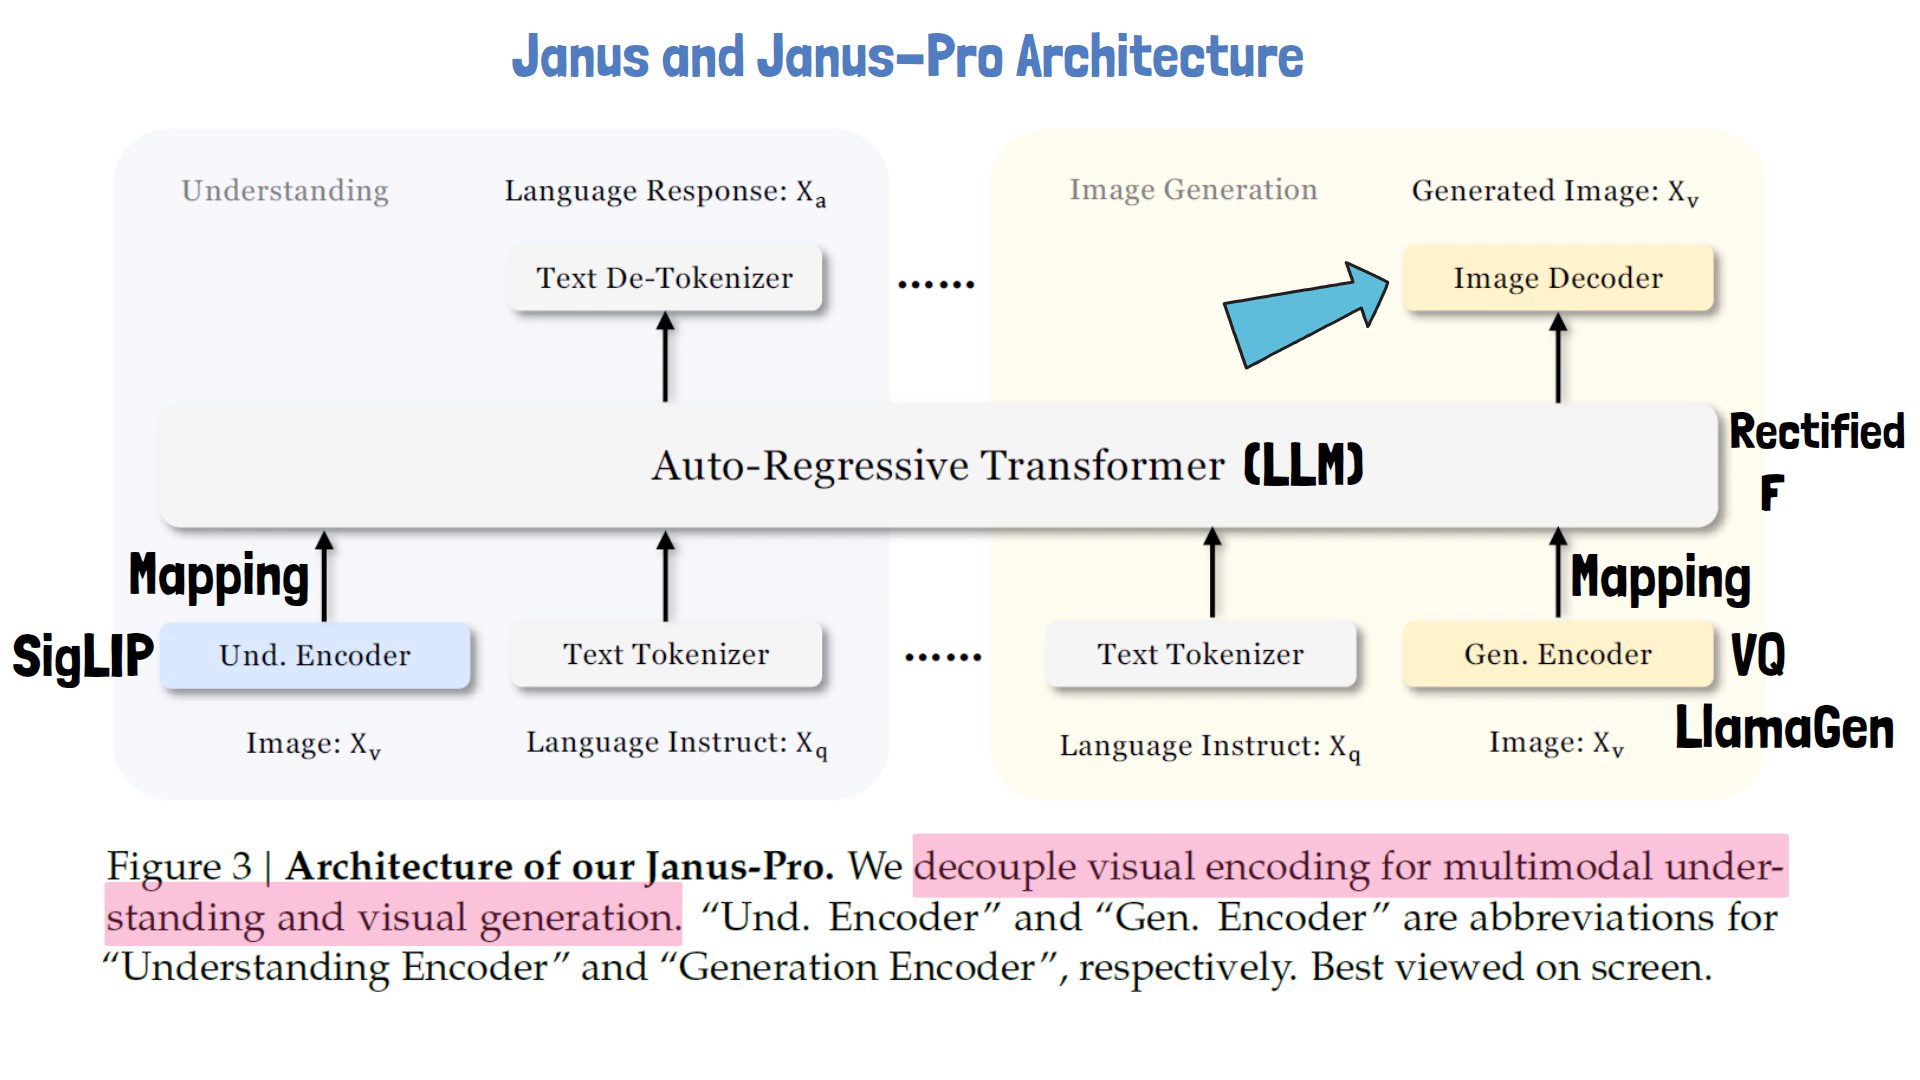 Janus and Janus-Pro Architecture
Understanding
Language Response: Xa
Image Generation
Generated Image: Xv
Text De-Tokenizer
......
Image Decoder
Auto-Regressive Transformer (LLM)
Rectified
F
Mapping
Mapping
SigLIP
Und. Encoder
Text Tokenizer
......
Text Tokenizer
Gen. Encoder
VQ
LlamaGen
Image: Xv
Language Instruct: Xq
Language Instruct: Xq
Image: Xv
Figure 3 | Architecture of our Janus-Pro. We decouple visual encoding for multimodal under-
standing and visual generation. “Und. Encoder” and “Gen. Encoder” are abbreviations for
“Understanding Encoder” and “Generation Encoder”, respectively. Best viewed on screen.